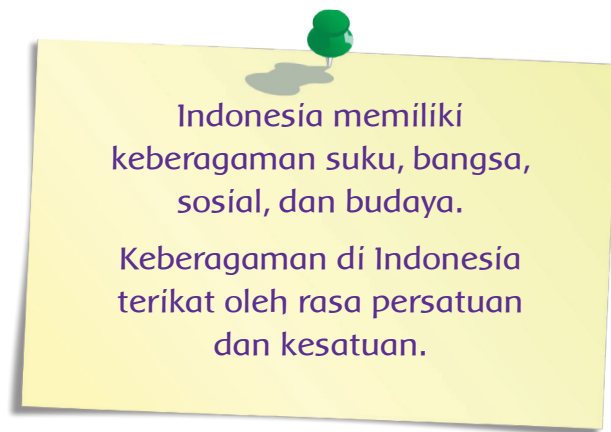 Indonesia memiliki
keberagaman suku, bangsa,
sosial, dan budaya.
Keberagaman di Indonesia
terikat oleh rasa persatuan
dan kesatuan.